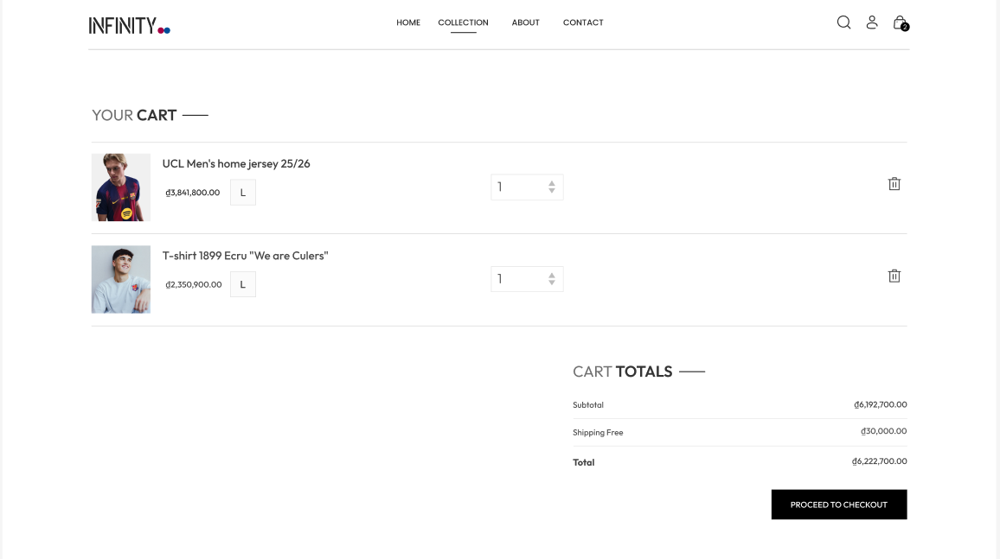 INFINITY
HOME COLLECTION ABOUT CONTACT
2
YOUR CART
UCL Men's home jersey 25/26
₫3,841,800.00 L
1
T-shirt 1899 Ecru "We are Culers"
₫2,350,900.00 L
1
CART TOTALS
Subtotal ₫6,192,700.00
Shipping Free ₫30,000.00
Total ₫6,222,700.00
PROCEED TO CHECKOUT